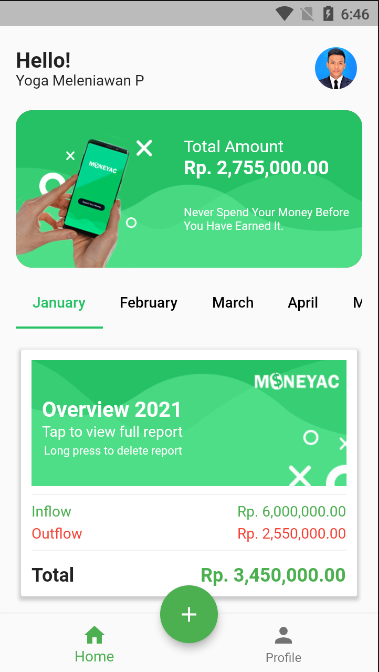 6:46
Hello!
Yoga Meleniawan P
MONEYAC
Total Amount
Rp. 2,755,000.00
Never Spend Your Money Before
You Have Earned It.
January February March April
M$NEYAC
Overview 2021
Tap to view full report
Long press to delete report
Inflow Rp. 6,000,000.00
Outflow Rp. 2,550,000.00
Total Rp. 3,450,000.00
+
Home Profile